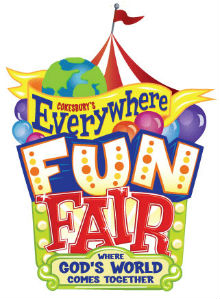 COKESBURY'S
EVERYWHERE
FUN
FAIR
WHERE
GOD'S WORLD
COMES TOGETHER